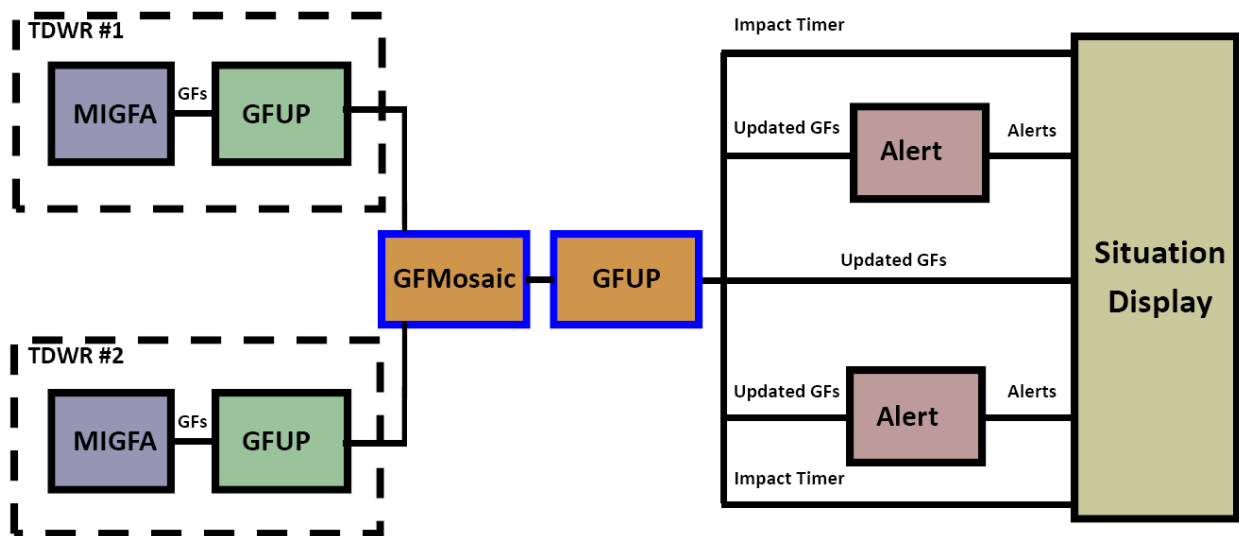 TDWR #1
MIGFA
GFs
GFUP
TDWR #2
MIGFA
GFs
GFUP
GFMosaic
GFUP
Impact Timer
Updated GFs
Alert
Alerts
Updated GFs
Updated GFs
Alert
Alerts
Impact Timer
Situation
Display